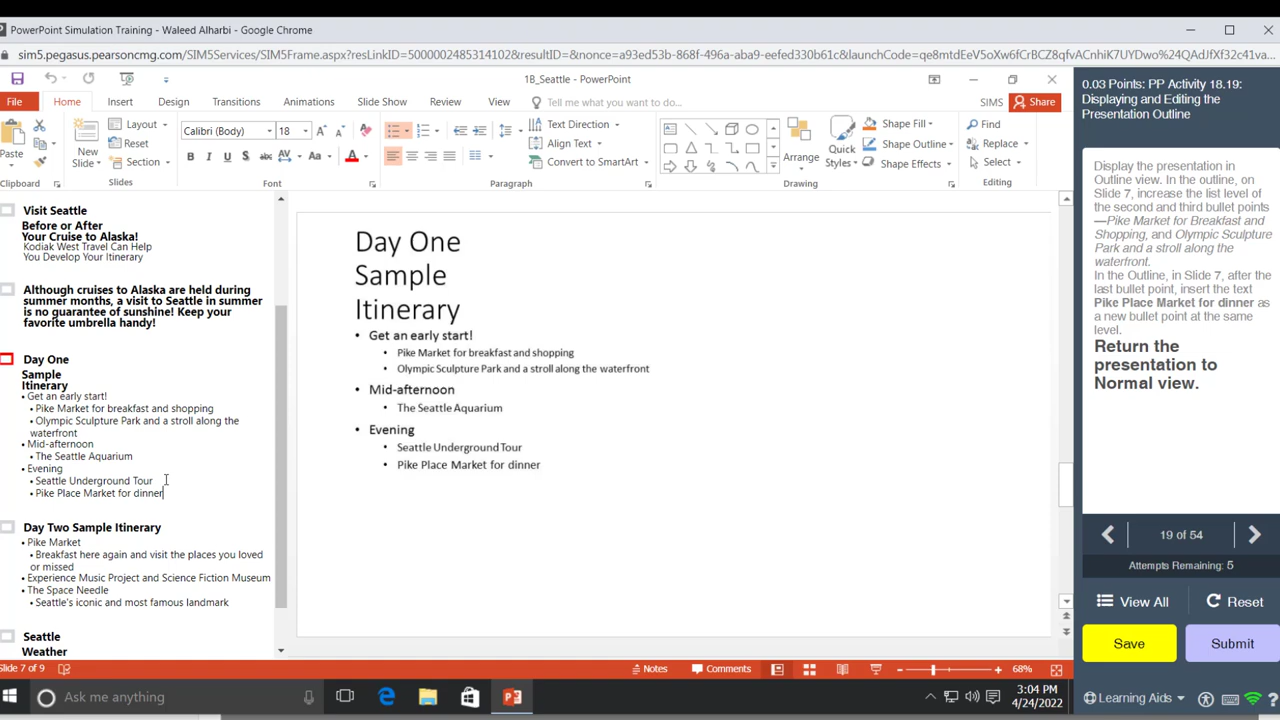 PowerPoint Simulation Training - Waleed Alharbi - Google Chrome
sim5.pegasus.pearsoncmg.com/SIM5Services/SIM5Frame.aspx?resLinkID=5000002485314102&resultID=&nonce=a93ed53b-868f-496a-aba9-eefed330b61c&launchCode=qe8mtdEeV5oXw6fCrBCZ8qfvACnhiK7UYDwo%24QAdJfXf32c41va...
1B_Seattle - PowerPoint
File Home Insert Design Transitions Animations Slide Show Review View Tell me what you want to do... SIMS Share
Paste
New Slide
Layout
Reset
Section
Calibri (Body) 18
B I U S abc AV Aa A
Text Direction
Align Text
Convert to SmartArt
Arrange
Quick Styles
Shape Fill
Shape Outline
Shape Effects
Find
Replace
Select
Clipboard Slides Font Paragraph Drawing Editing
Visit Seattle
Before or After
Your Cruise to Alaska!
Kodiak West Travel Can Help
You Develop Your Itinerary
Although cruises to Alaska are held during
summer months, a visit to Seattle in summer
is no guarantee of sunshine! Keep your
favorite umbrella handy!
Day One
Sample
Itinerary
• Get an early start!
• Pike Market for breakfast and shopping
• Olympic Sculpture Park and a stroll along the
waterfront
• Mid-afternoon
• The Seattle Aquarium
• Evening
• Seattle Underground Tour
• Pike Place Market for dinner
Day Two Sample Itinerary
• Pike Market
• Breakfast here again and visit the places you loved
or missed
• Experience Music Project and Science Fiction Museum
• The Space Needle
• Seattle's iconic and most famous landmark
Seattle
Weather
Day One
Sample
Itinerary
• Get an early start!
• Pike Market for breakfast and shopping
• Olympic Sculpture Park and a stroll along the waterfront
• Mid-afternoon
• The Seattle Aquarium
• Evening
• Seattle Underground Tour
• Pike Place Market for dinner
0.03 Points: PP Activity 18.19:
Displaying and Editing the
Presentation Outline
Display the presentation in
Outline view. In the outline, on
Slide 7, increase the list level of
the second and third bullet points
—Pike Market for Breakfast and
Shopping, and Olympic Sculpture
Park and a stroll along the
waterfront.
In the Outline, in Slide 7, after the
last bullet point, insert the text
Pike Place Market for dinner as
a new bullet point at the same
level.
Return the
presentation to
Normal view.
19 of 54
Attempts Remaining: 5
View All Reset
Save Submit
Slide 7 of 9 Notes Comments 68%
Ask me anything
3:04 PM
4/24/2022
Learning Aids ?